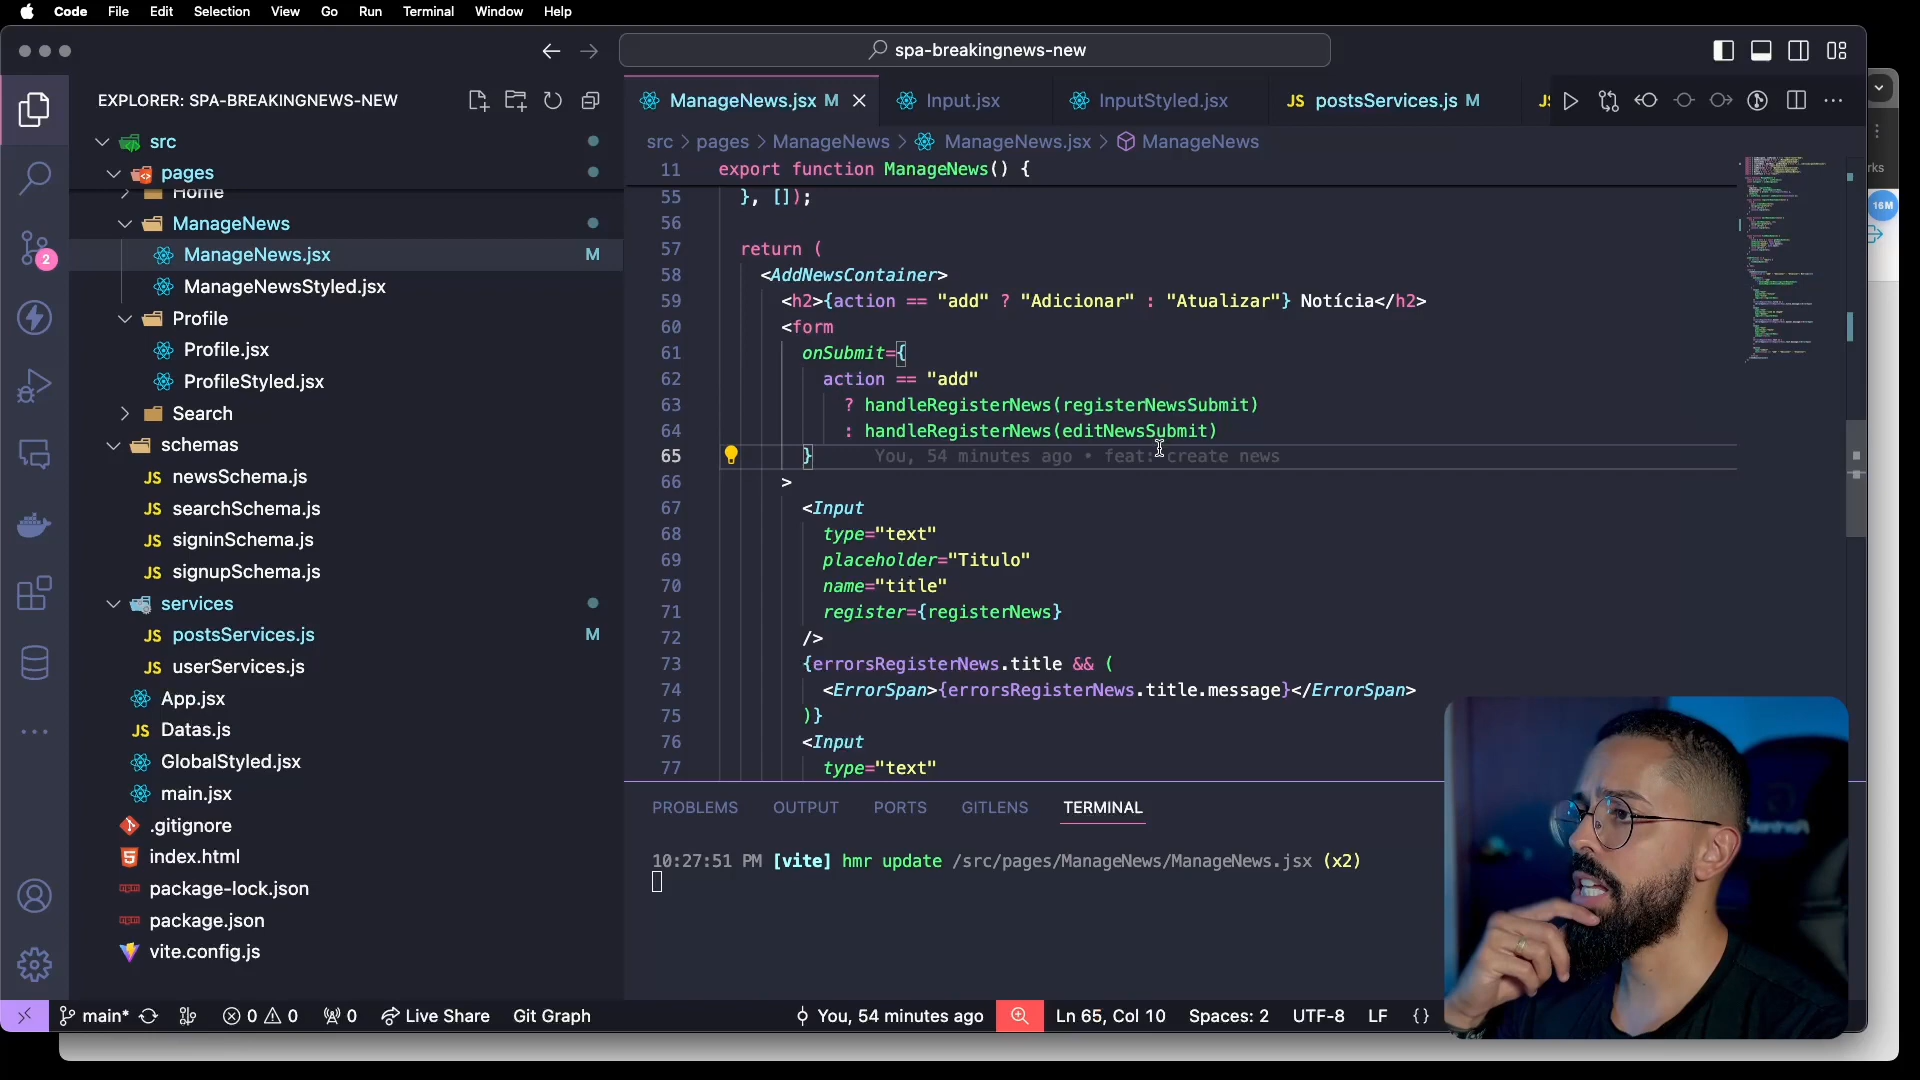 Code File Edit Selection View Go Run Terminal Window Help
spa-breakingnews-new
EXPLORER: SPA-BREAKINGNEWS-NEW
src
pages
Home
ManageNews
ManageNews.jsx M
ManageNewsStyled.jsx
Profile
Profile.jsx
ProfileStyled.jsx
Search
schemas
JS newsSchema.js
JS searchSchema.js
JS signinSchema.js
JS signupSchema.js
services
JS postsServices.js M
JS userServices.js
App.jsx
JS Datas.js
GlobalStyled.jsx
main.jsx
.gitignore
index.html
package-lock.json
package.json
vite.config.js
2
ManageNews.jsx M Input.jsx InputStyled.jsx JS postsServices.js M
src > pages > ManageNews > ManageNews.jsx > ManageNews
11 export function ManageNews() {
55 }, []);
56
57 return (
58 <AddNewsContainer>
59 <h2>{action == "add" ? "Adicionar" : "Atualizar"} Notícia</h2>
60 <form
61 onSubmit={
62 action == "add"
63 ? handleRegisterNews(registerNewsSubmit)
64 : handleRegisterNews(editNewsSubmit)
65 } You, 54 minutes ago • feat: create news
66 >
67 <Input
68 type="text"
69 placeholder="Titulo"
70 name="title"
71 register={registerNews}
72 />
73 {errorsRegisterNews.title && (
74 <ErrorSpan>{errorsRegisterNews.title.message}</ErrorSpan>
75 )}
76 <Input
77 type="text"
PROBLEMS OUTPUT PORTS GITLENS TERMINAL
10:27:51 PM [vite] hmr update /src/pages/ManageNews/ManageNews.jsx (x2)
main* 0 0 0 Live Share Git Graph You, 54 minutes ago Ln 65, Col 10 Spaces: 2 UTF-8 LF {}
rks
16M